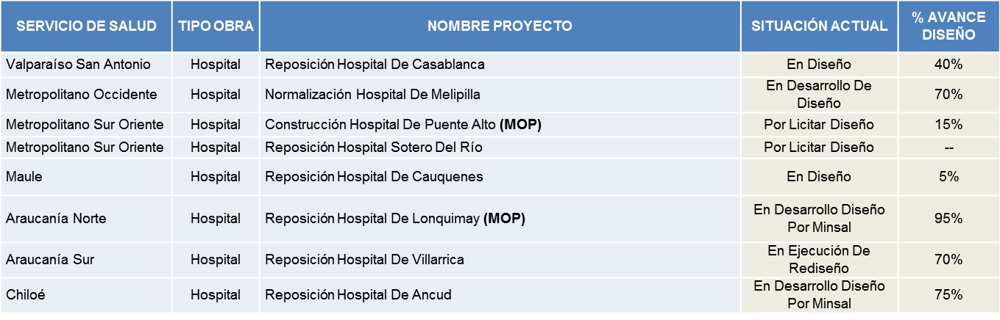 SERVICIO DE SALUD TIPO OBRA NOMBRE PROYECTO SITUACIÓN ACTUAL % AVANCE DISEÑO
Valparaíso San Antonio Hospital Reposición Hospital De Casablanca En Diseño 40%
Metropolitano Occidente Hospital Normalización Hospital De Melipilla En Desarrollo De Diseño 70%
Metropolitano Sur Oriente Hospital Construcción Hospital De Puente Alto (MOP) Por Licitar Diseño 15%
Metropolitano Sur Oriente Hospital Reposición Hospital Sotero Del Río Por Licitar Diseño --
Maule Hospital Reposición Hospital De Cauquenes En Diseño 5%
Araucanía Norte Hospital Reposición Hospital De Lonquimay (MOP) En Desarrollo Diseño Por Minsal 95%
Araucanía Sur Hospital Reposición Hospital De Villarrica En Ejecución De Rediseño 70%
Chiloé Hospital Reposición Hospital De Ancud En Desarrollo Diseño Por Minsal 75%